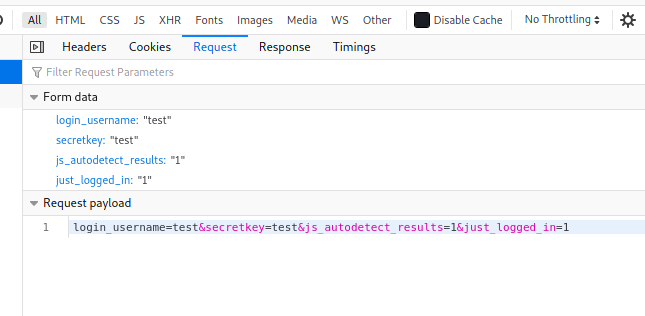 All HTML CSS JS XHR Fonts Images Media WS Other Disable Cache No Throttling
Headers Cookies Request Response Timings
Filter Request Parameters
Form data
login_username: "test"
secretkey: "test"
js_autodetect_results: "1"
just_logged_in: "1"
Request payload
1 login_username=test&secretkey=test&js_autodetect_results=1&just_logged_in=1